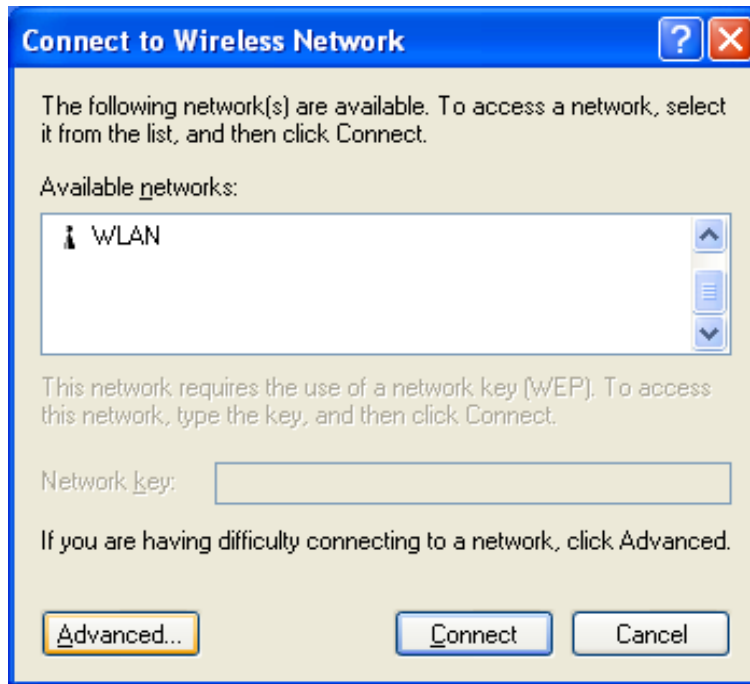 Connect to Wireless Network
The following network(s) are available. To access a network, select
it from the list, and then click Connect.
Available networks:
WLAN
This network requires the use of a network key (WEP). To access
this network, type the key, and then click Connect.
Network key:
If you are having difficulty connecting to a network, click Advanced.
Advanced... Connect Cancel